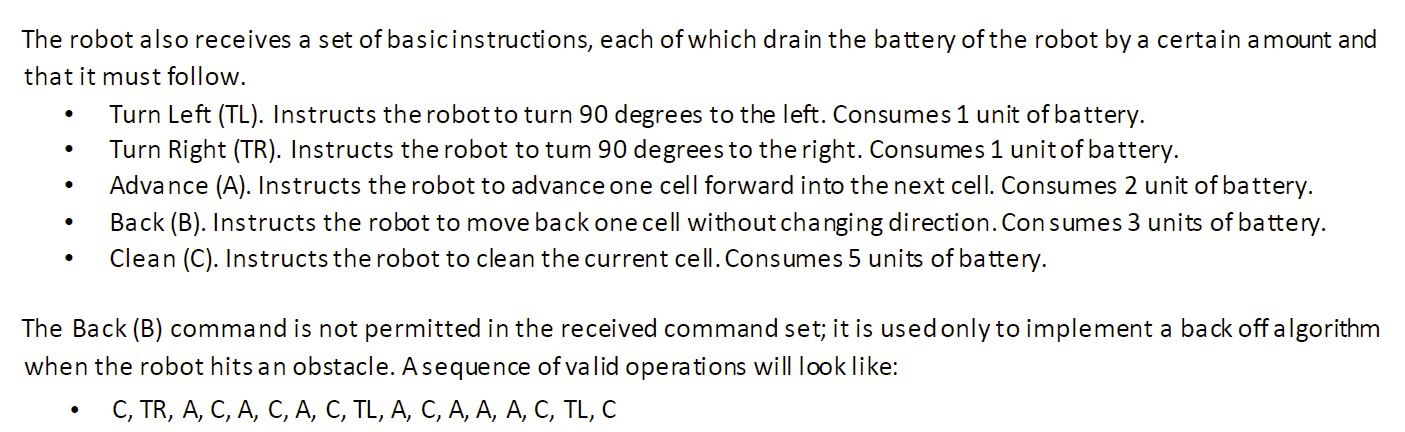 The robot also receives a set of basic instructions, each of which drain the battery of the robot by a certain amount and
that it must follow.
• Turn Left (TL). Instructs the robot to turn 90 degrees to the left. Consumes 1 unit of battery.
• Turn Right (TR). Instructs the robot to turn 90 degrees to the right. Consumes 1 unit of battery.
• Advance (A). Instructs the robot to advance one cell forward into the next cell. Consumes 2 unit of battery.
• Back (B). Instructs the robot to move back one cell without changing direction. Consumes 3 units of battery.
• Clean (C). Instructs the robot to clean the current cell. Consumes 5 units of battery.
The Back (B) command is not permitted in the received command set; it is used only to implement a back off algorithm
when the robot hits an obstacle. A sequence of valid operations will look like:
• C, TR, A, C, A, C, A, C, TL, A, C, A, A, A, C, TL, C